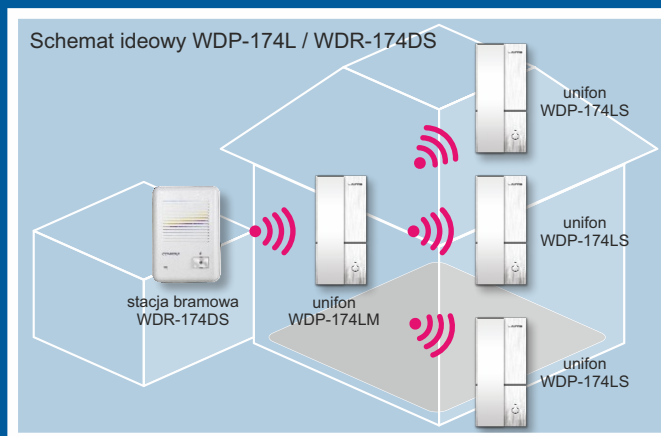 Schemat ideowy WDP-174L / WDR-174DS
unifon
WDP-174LS
stacja bramowa
WDR-174DS
unifon
WDP-174LM
unifon
WDP-174LS
unifon
WDP-174LS